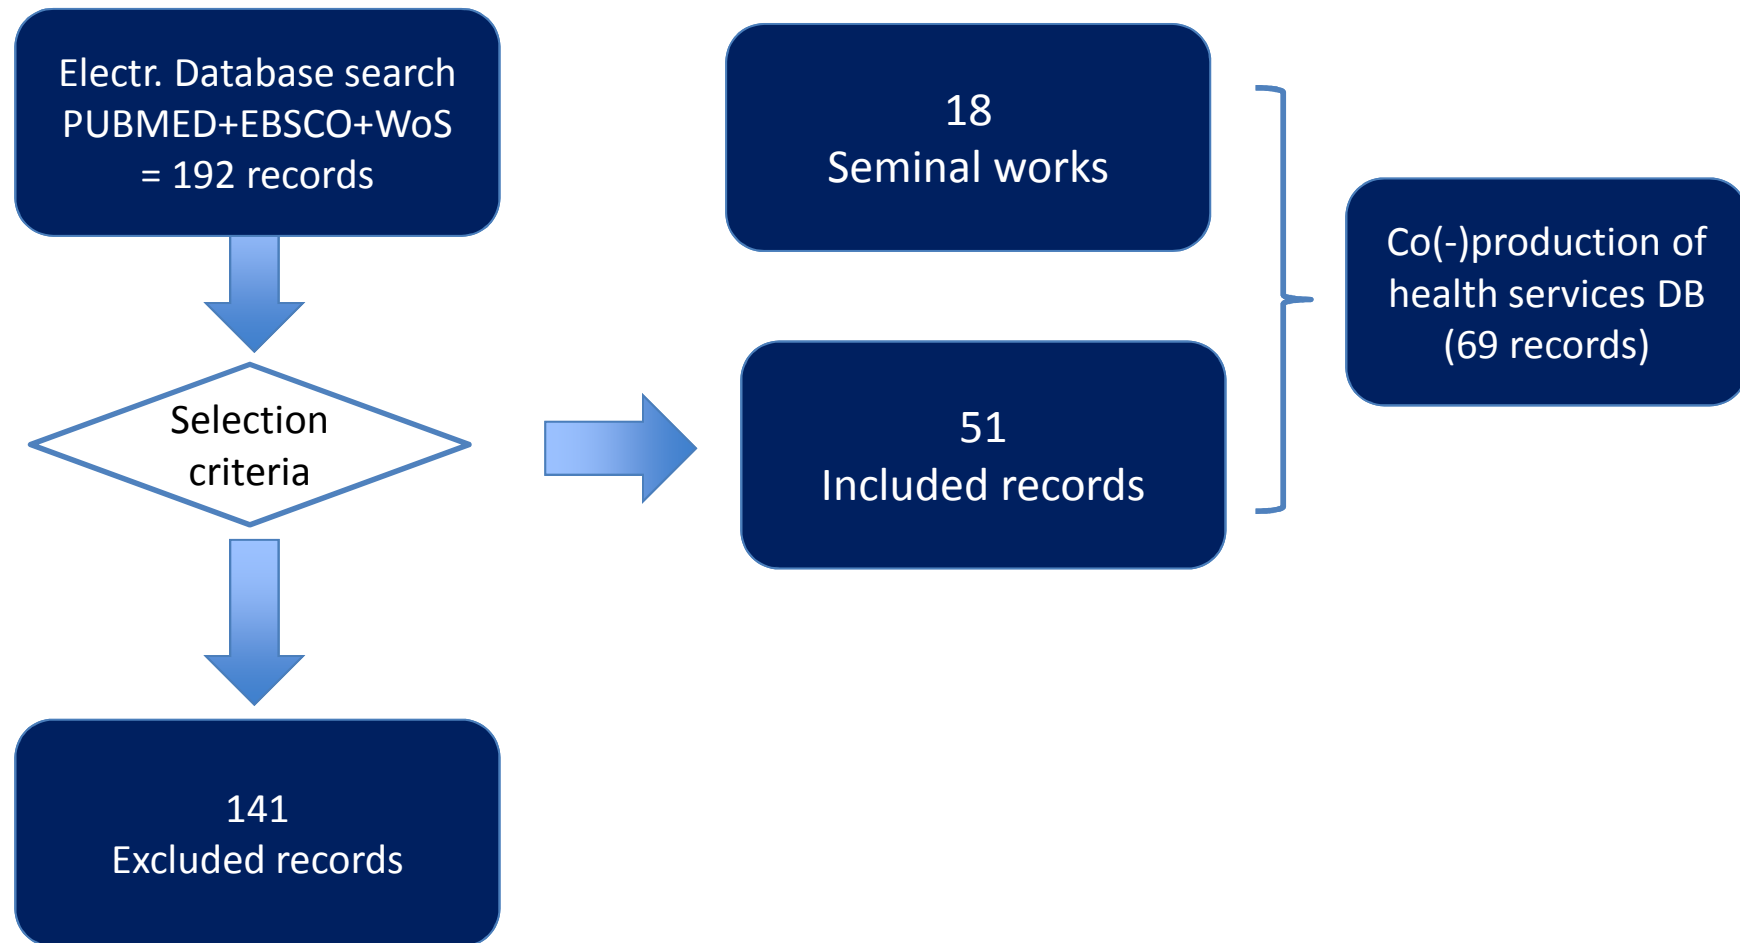 Electr. Database search
PUBMED+EBSCO+WoS
= 192 records
Selection
criteria
141
Excluded records
18
Seminal works
51
Included records
Co(-)production of
health services DB
(69 records)